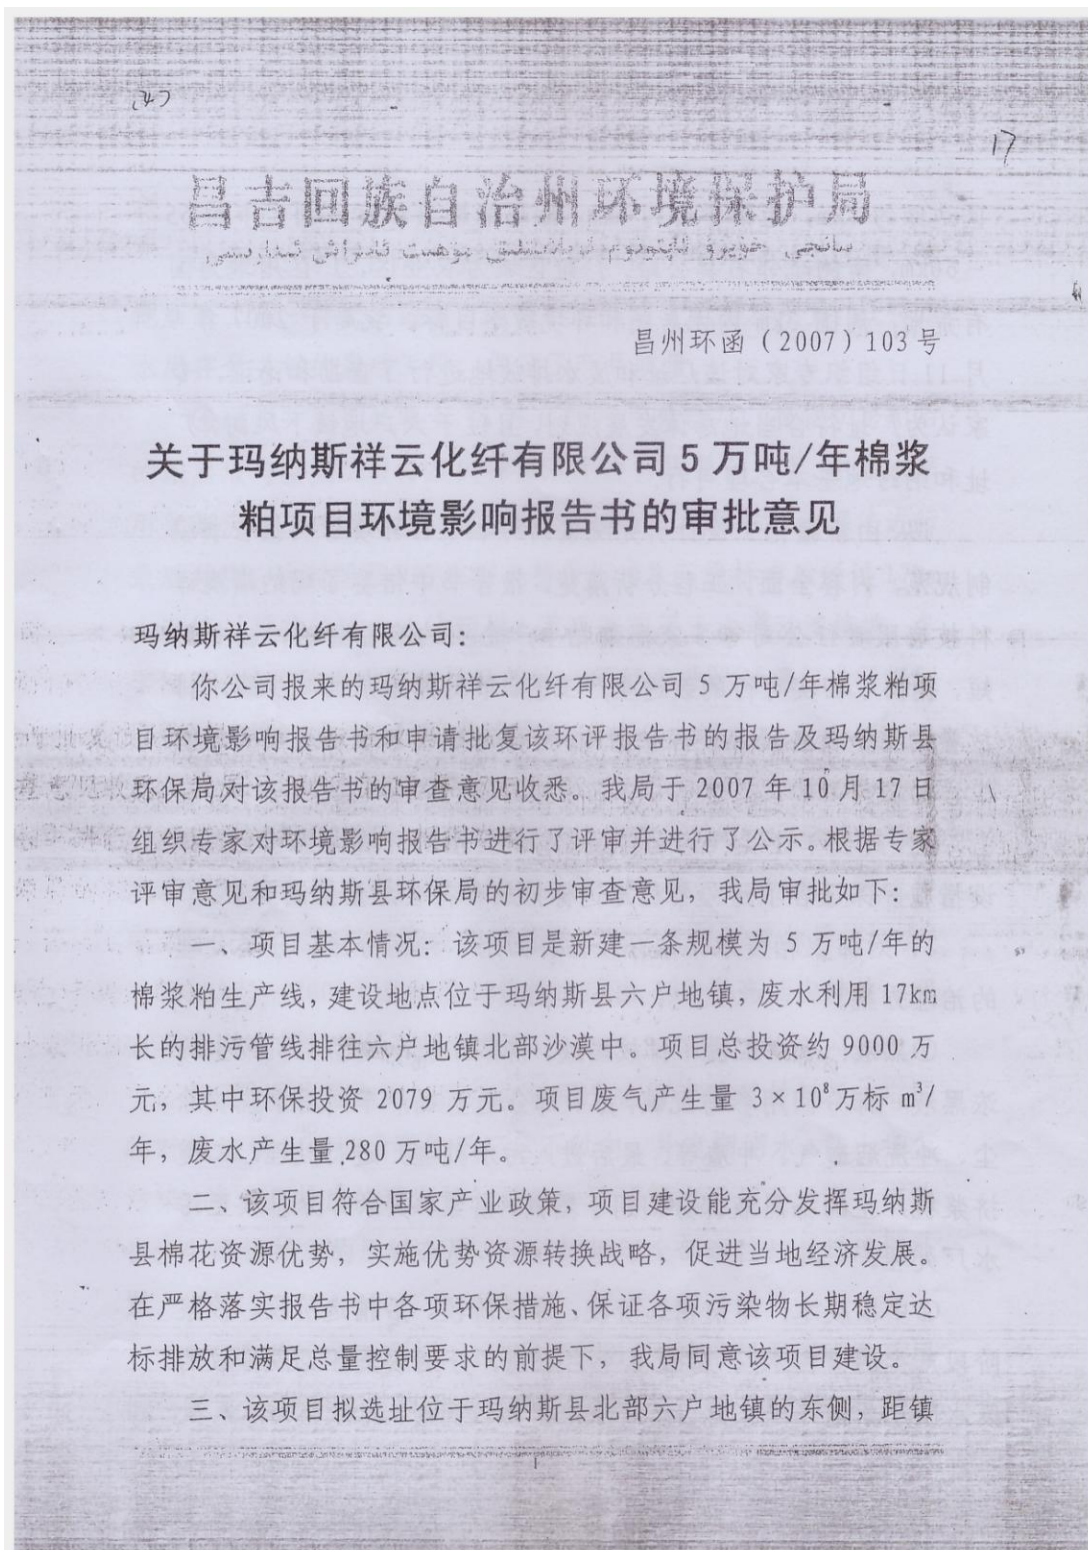 17
昌吉回族自治州环境保护局
昌州环函(2007)103号
关于玛纳斯祥云化纤有限公司5万吨/年棉浆
粕项目环境影响报告书的审批意见
玛纳斯祥云化纤有限公司:
你公司报来的玛纳斯祥云化纤有限公司5万吨/年棉浆粕项
目环境影响报告书和申请批复该环评报告书的报告及玛纳斯县
环保局对该报告书的审查意见收悉。我局于2007年10月17日
组织专家对环境影响报告书进行了评审并进行了公示。根据专家
评审意见和玛纳斯县环保局的初步审查意见,我局审批如下:
一、项目基本情况:该项目是新建一条规模为5万吨/年的
棉浆粕生产线,建设地点位于玛纳斯县六户地镇,废水利用17km
长的排污管线排往六户地镇北部沙漠中。项目总投资约9000万
元,其中环保投资2079万元。项目废气产生量3×10⁸万标m³/
年,废水产生量280万吨/年。
二、该项目符合国家产业政策,项目建设能充分发挥玛纳斯
县棉花资源优势,实施优势资源转换战略,促进当地经济发展。
在严格落实报告书中各项环保措施、保证各项污染物长期稳定达
标排放和满足总量控制要求的前提下,我局同意该项目建设。
三、该项目拟选址位于玛纳斯县北部六户地镇的东侧,距镇
1